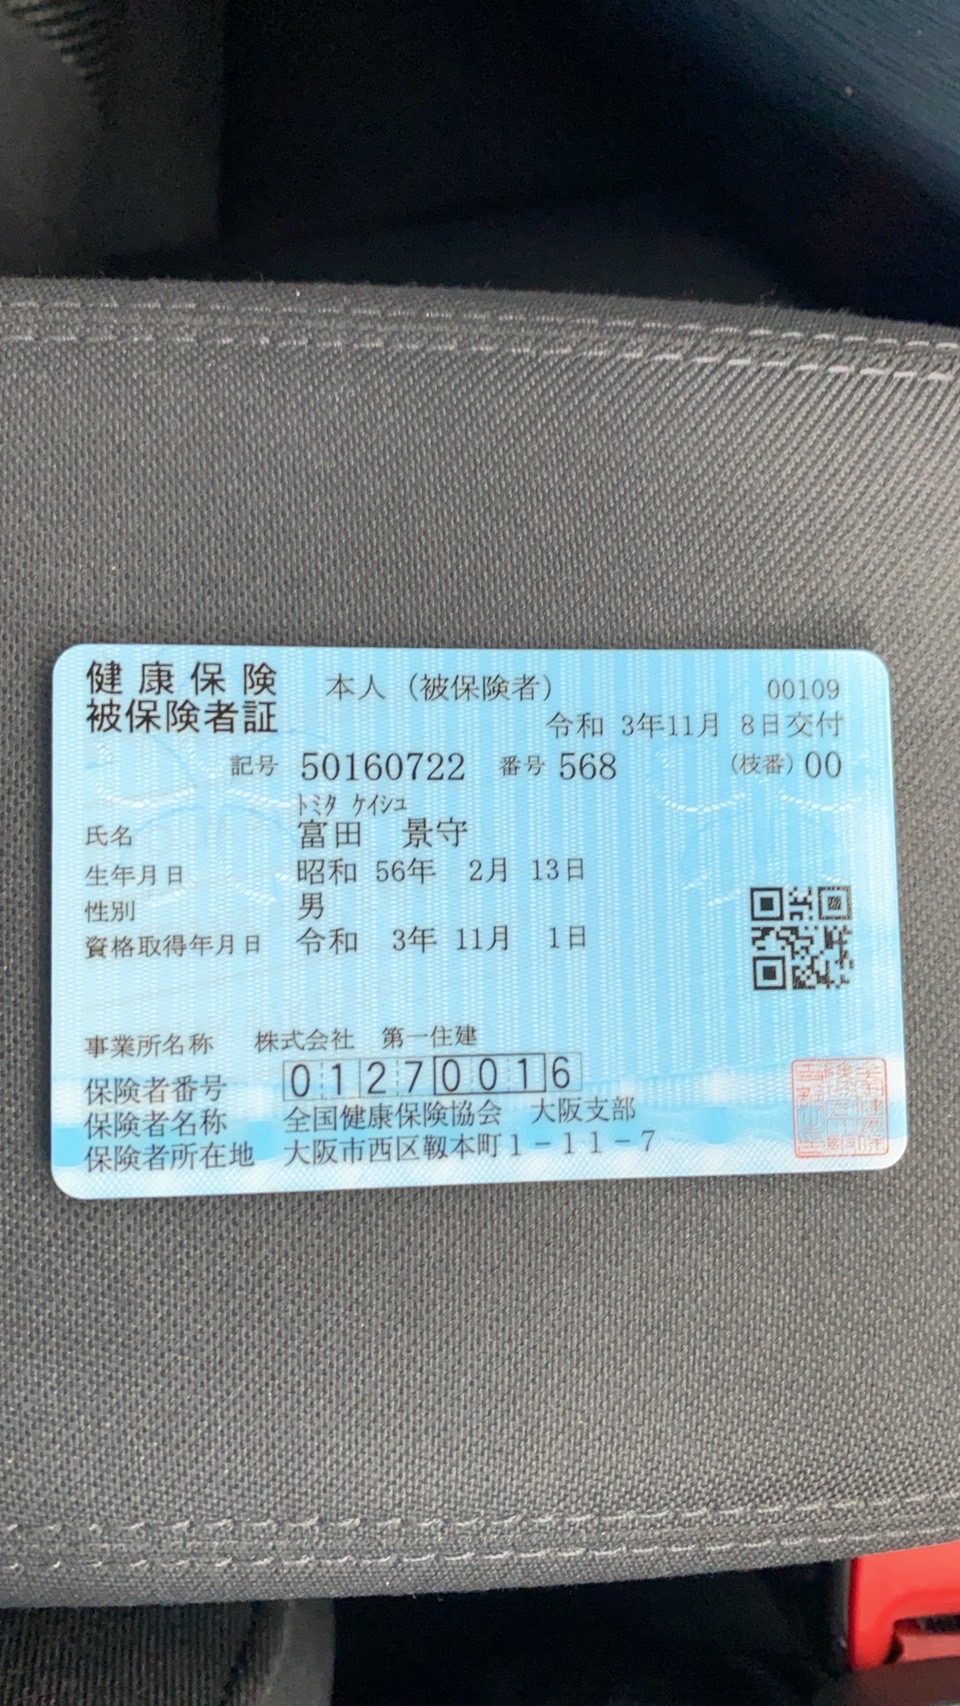 健康保険 本人（被保険者） 00109
被保険者証 令和 3年11月 8日交付
記号 50160722 番号 568 （枝番）00
ﾄﾐﾀ ｹｲｼﾕ
氏名 富田 景守
生年月日 昭和 56年 2月 13日
性別 男
資格取得年月日 令和 3年 11月 1日
事業所名称 株式会社 第一住建
保険者番号 01270016
保険者名称 全国健康保険協会 大阪支部
保険者所在地 大阪市西区靱本町1-11-7